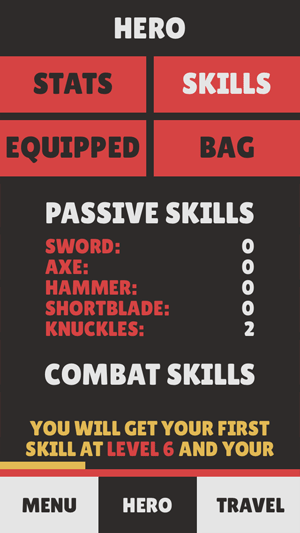 HERO
STATS SKILLS
EQUIPPED BAG
PASSIVE SKILLS
SWORD: 0
AXE: 0
HAMMER: 0
SHORTBLADE: 0
KNUCKLES: 2
COMBAT SKILLS
YOU WILL GET YOUR FIRST
SKILL AT LEVEL 6 AND YOUR
MENU HERO TRAVEL